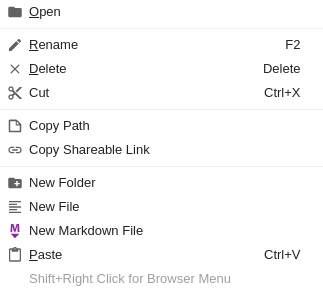 Open
Rename F2
Delete Delete
Cut Ctrl+X
Copy Path
Copy Shareable Link
New Folder
New File
M New Markdown File
Paste Ctrl+V
Shift+Right Click for Browser Menu